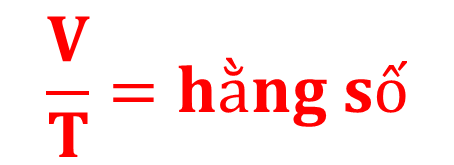 V/T = hằng số